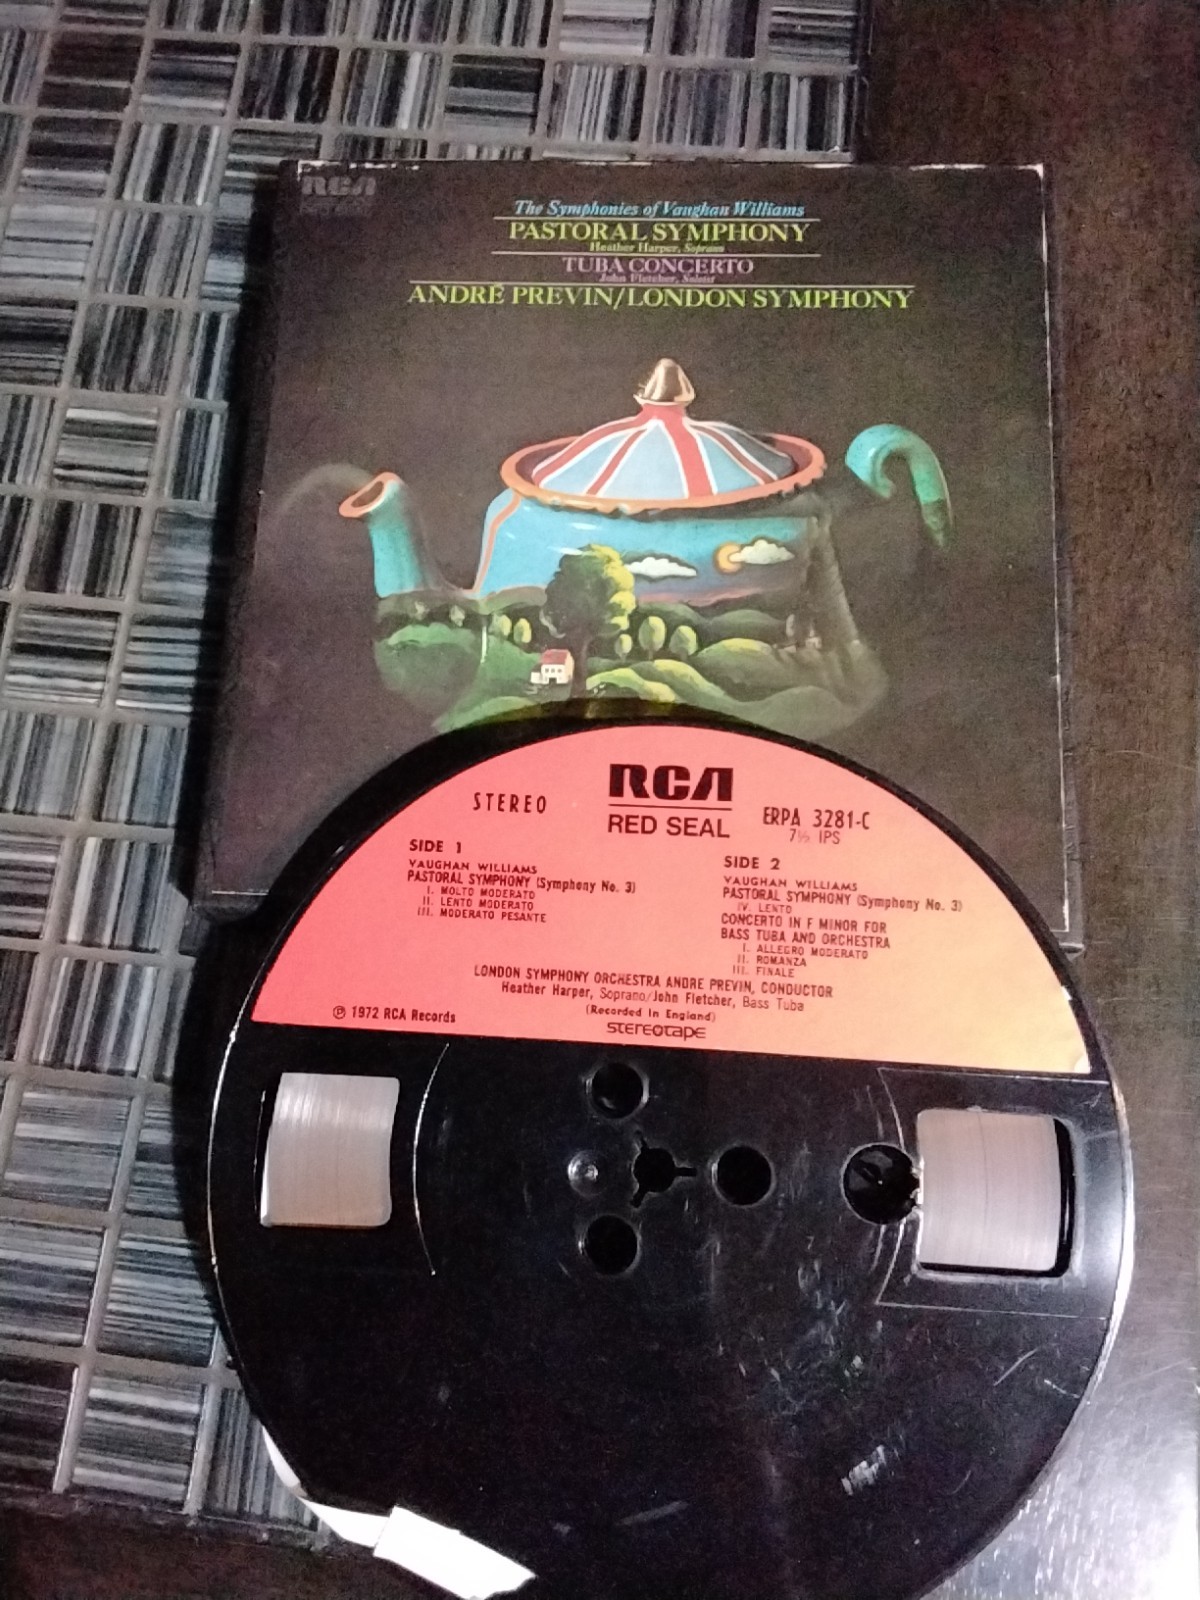 RCA
The Symphonies of Vaughan Williams
PASTORAL SYMPHONY
Heather Harper, Soprano
TUBA CONCERTO
John Fletcher, Soloist
ANDRÉ PREVIN/LONDON SYMPHONY
RCA
RED SEAL
STEREO
ERPA 3281-C
7½ IPS
SIDE 1
VAUGHAN WILLIAMS
PASTORAL SYMPHONY (Symphony No. 3)
I. MOLTO MODERATO
II. LENTO MODERATO
III. MODERATO PESANTE
SIDE 2
VAUGHAN WILLIAMS
PASTORAL SYMPHONY (Symphony No. 3)
IV. LENTO
CONCERTO IN F MINOR FOR
BASS TUBA AND ORCHESTRA
I. ALLEGRO MODERATO
II. ROMANZA
III. FINALE
LONDON SYMPHONY ORCHESTRA ANDRE PREVIN, CONDUCTOR
Heather Harper, Soprano/John Fletcher, Bass Tuba
(Recorded in England)
℗ 1972 RCA Records
stereotape